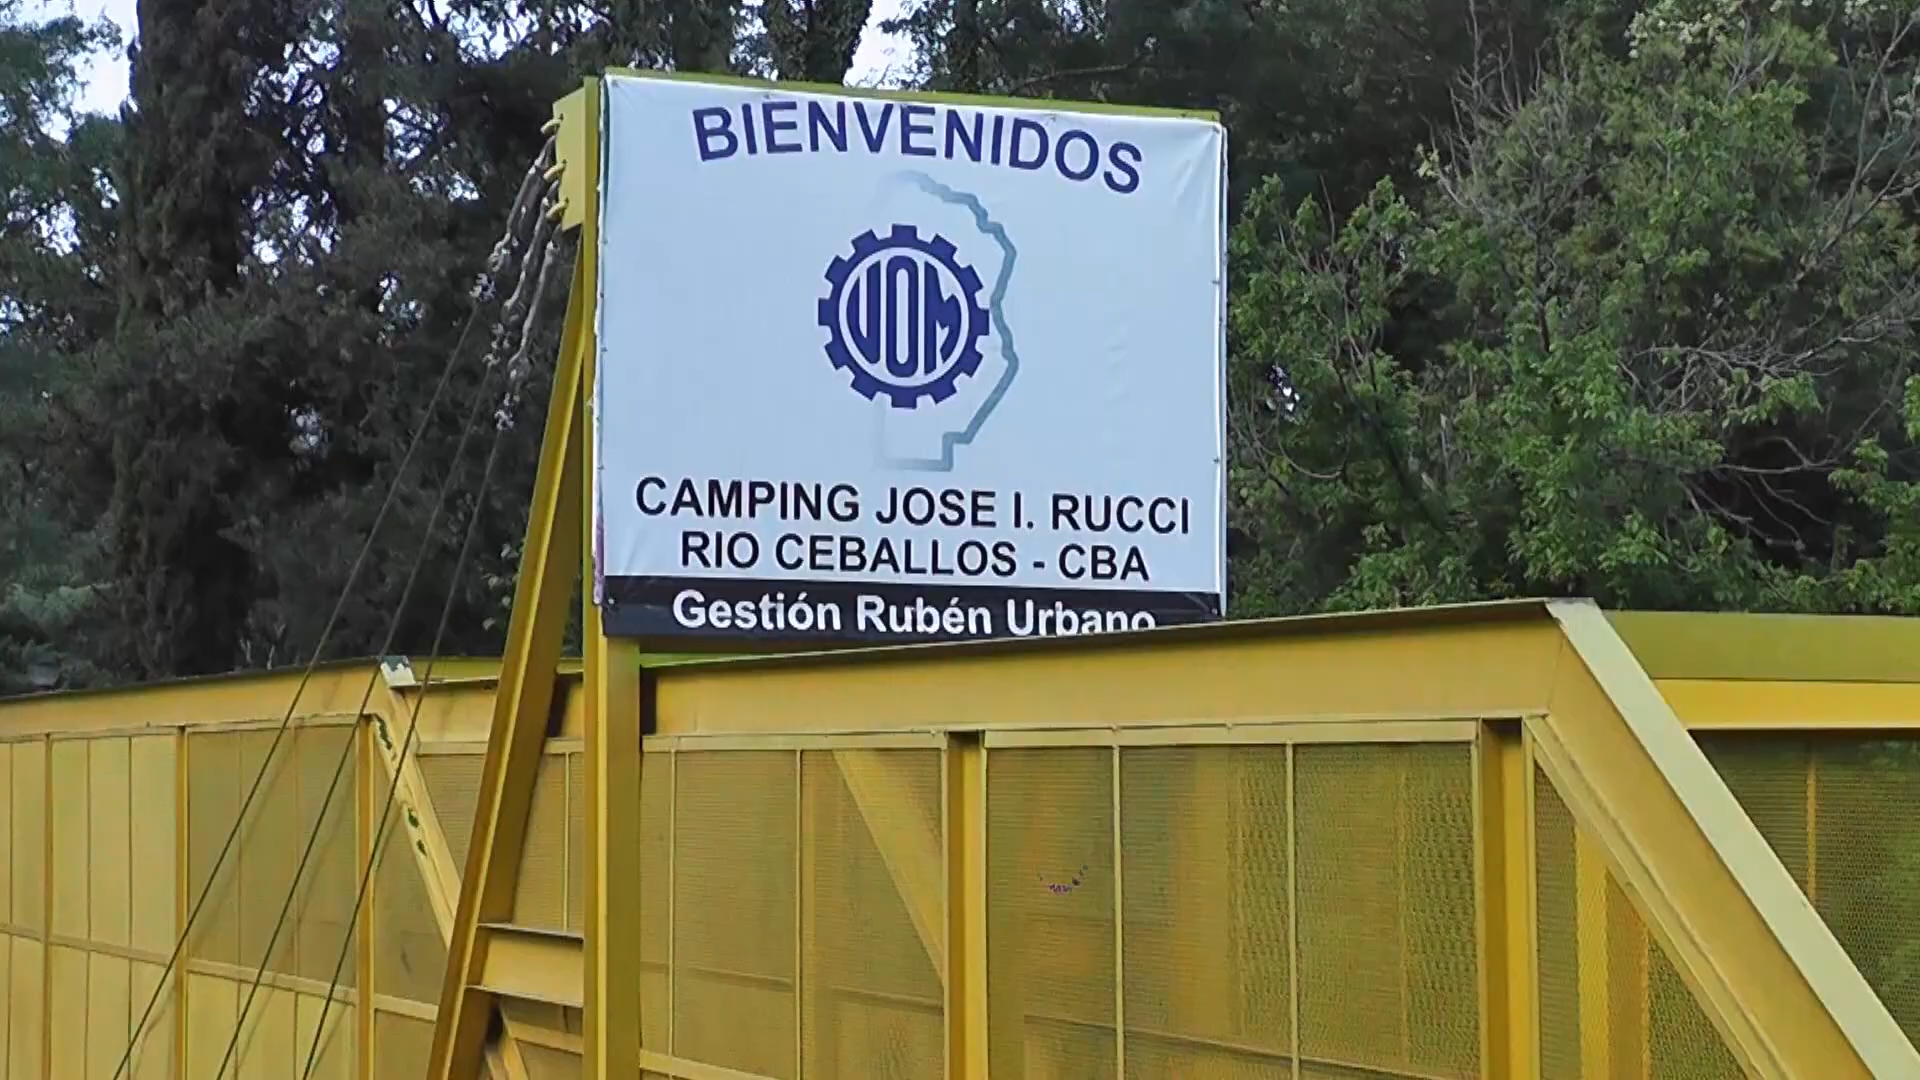 BIENVENIDOS
UOM
CAMPING JOSE I. RUCCI
RIO CEBALLOS - CBA
Gestión Rubén Urbano